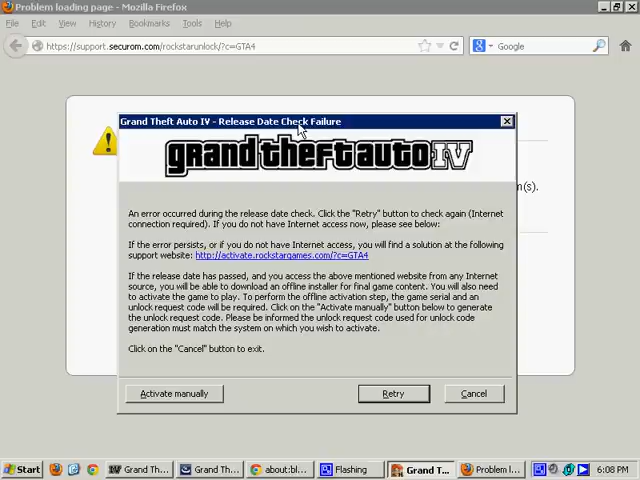 Problem loading page - Mozilla Firefox
File Edit View History Bookmarks Tools Help
https://support.securom.com/rockstarunlock/?c=GTA4
Google
Grand Theft Auto IV - Release Date Check Failure
grand theft auto IV
m(s).
An error occurred during the release date check. Click the "Retry" button to check again (Internet
connection required). If you do not have Internet access now, please see below:
If the error persists, or if you do not have Internet access, you will find a solution at the following
support website: http://activate.rockstargames.com/?c=GTA4
If the release date has passed, and you access the above mentioned website from any Internet
source, you will be able to download an offline installer for final game content. You will also need
to activate the game to play. To perform the offline activation step, the game serial and an
unlock request code will be required. Click on the "Activate manually" button below to generate
the unlock request code. Please be informed the unlock request code used for unlock code
generation must match the system on which you wish to activate.
Click on the "Cancel" button to exit.
Activate manually Retry Cancel
Start Grand Th... Grand Th... about:bl... Flashing Grand T... Problem l... 6:08 PM